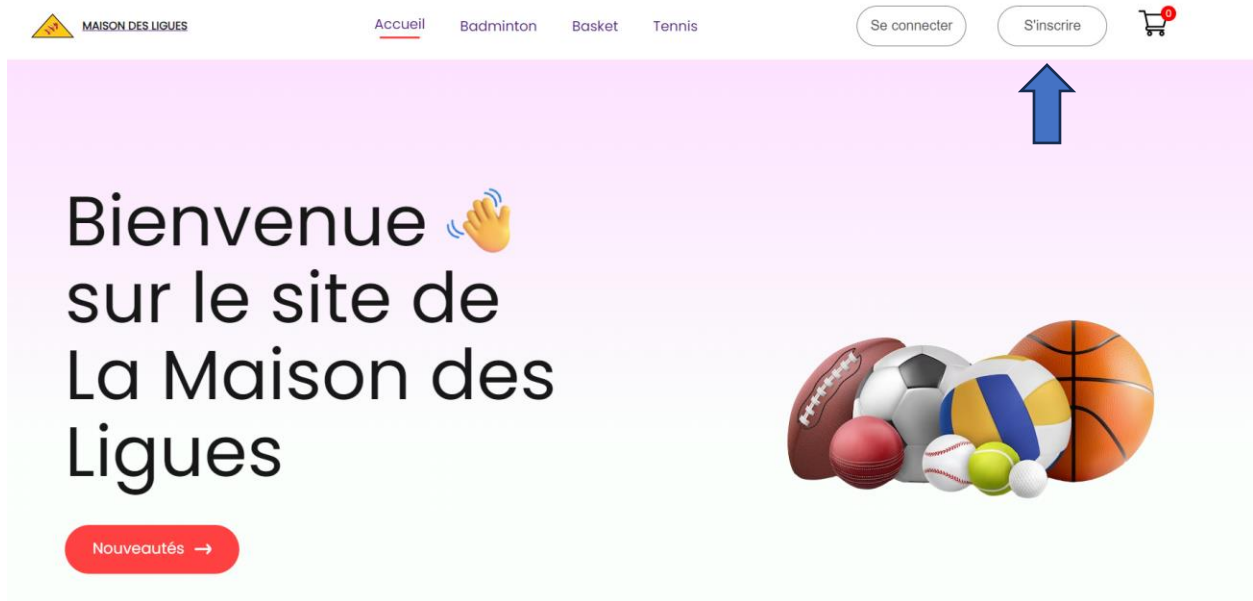 MAISON DES LIGUES
Accueil
Badminton
Basket
Tennis
Se connecter
S'inscrire
0
Bienvenue
sur le site de
La Maison des
Ligues
Nouveautés →